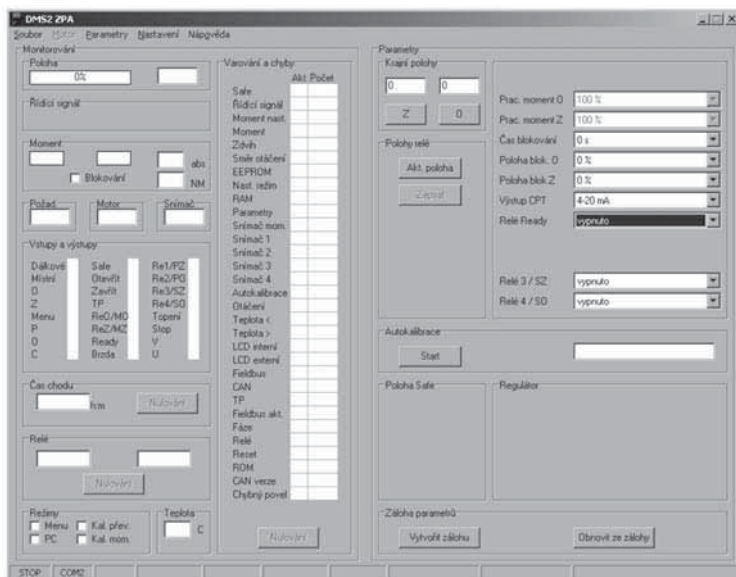 DMS2 ZPA
Soubor Motor Parametry Nastavení Nápověda
Monitorování
Poloha
0%
Řídící signál
Moment
abs
Blokování
NM
Požad. Motor Snímač
Vstupy a výstupy
Dálkové Safe Re1/PZ
Místní Otevřít Re2/PO
O Zavřít Re3/SZ
Z TP Re4/SO
Menu ReO/MO Topení
P ReZ/MZ Stop
O Ready V
C Brzda U
Čas chodu
Nulování
Relé
Nulování
Režimy
Menu Kal. přev.
PC Kal. mom.
Teplota
C
Varování a chyby
Akt. Počet
Safe
Řídící signál
Moment nast.
Moment
Zdvih
Směr otáčení
EEPROM
Nast. režim
RAM
Parametry
Snímač mom.
Snímač 1
Snímač 2
Snímač 3
Snímač 4
Autokalibrace
Otáčení
Teplota <
Teplota >
LCD interní
LCD externí
Fieldbus
CAN
TP
Fieldbus akt.
Fáze
Relé
Reset
ROM
CAN verze
Chybný povel
Nulování
Parametry
Krajní polohy
0 0
Z O
Polohy relé
Akt. poloha
Zapsat
Prac. moment O 100 %
Prac. moment Z 100 %
Čas blokování 0 s
Poloha blok. O 0 %
Poloha blok.Z 0 %
Výstup CPT 4-20 mA
Relé Ready vypnuto
Relé 3 / SZ vypnuto
Relé 4 / SO vypnuto
Autokalibrace
Start
Poloha Safe
Regulátor
Záloha parametrů
Vytvořit zálohu Obnovit ze zálohy
STOP COM2